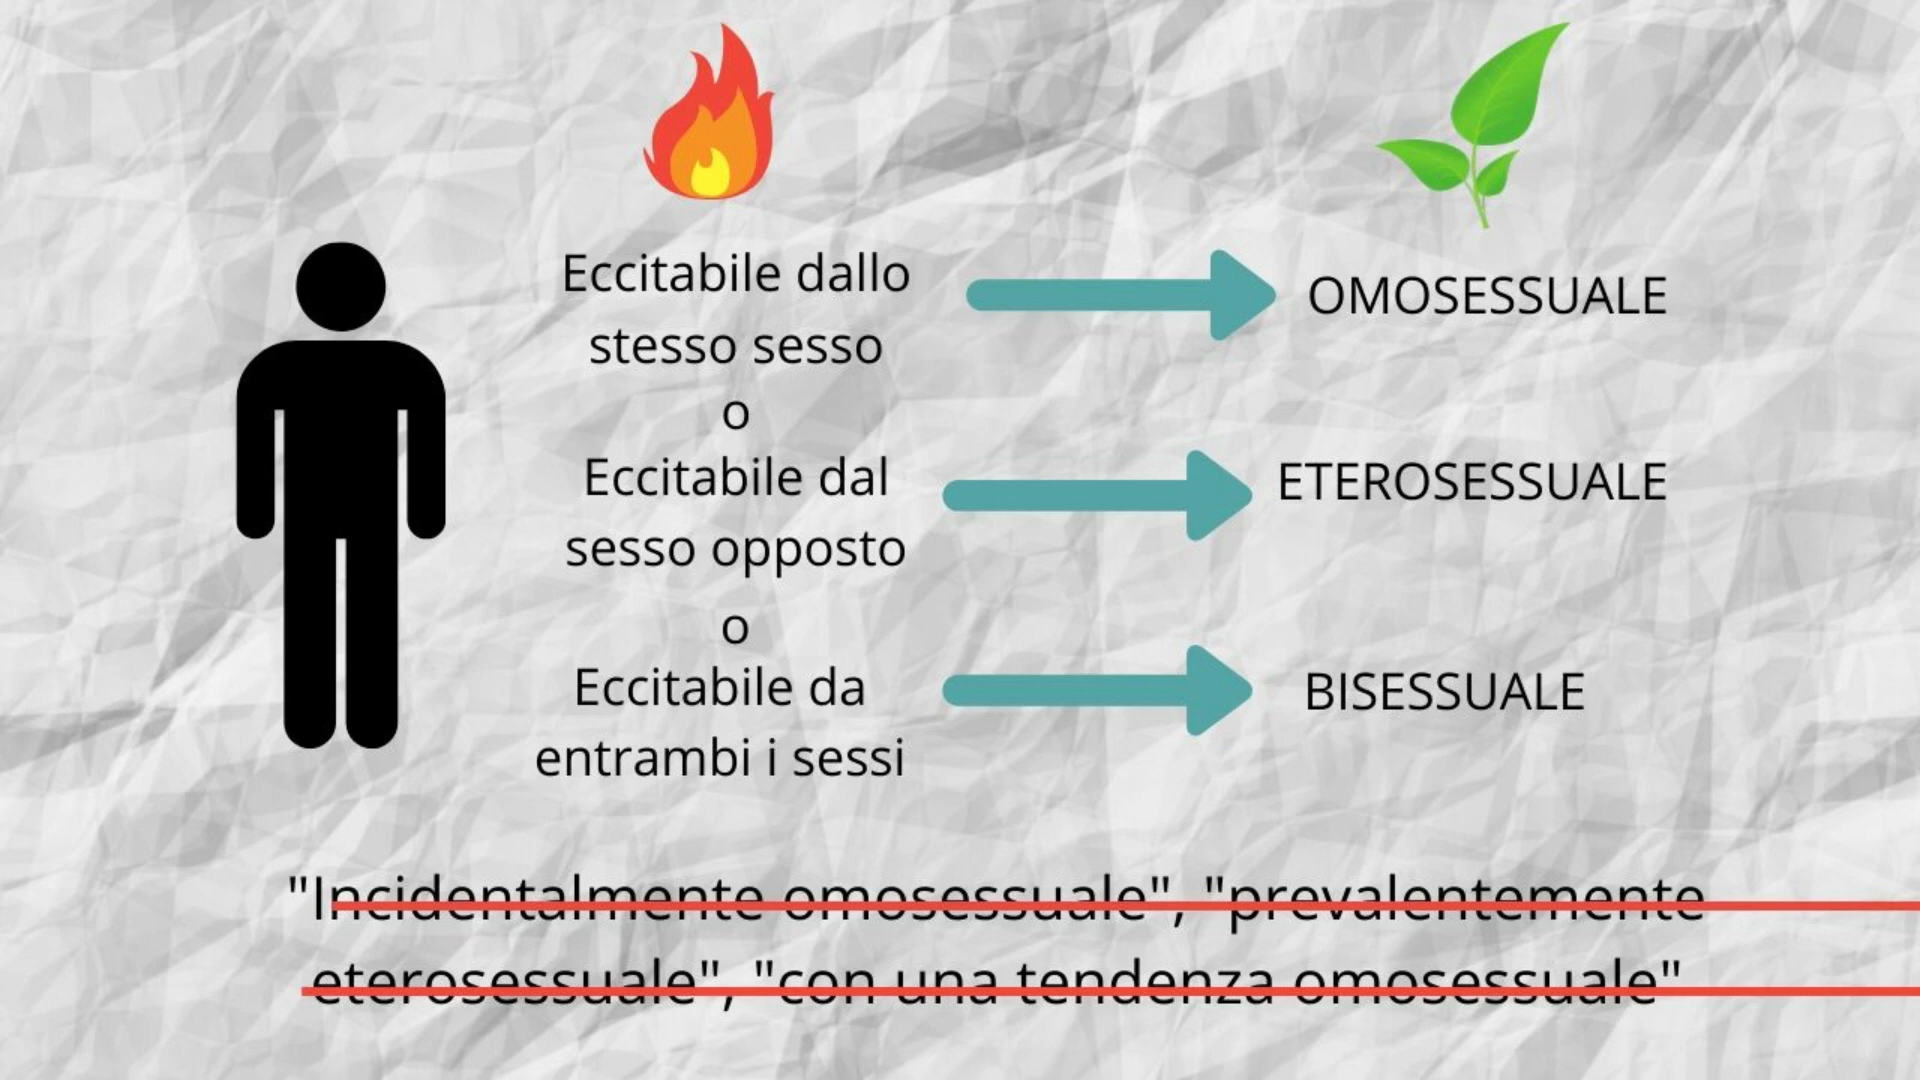 Eccitabile dallo
stesso sesso
OMOSESSUALE
o
Eccitabile dal
sesso opposto
ETEROSESSUALE
o
Eccitabile da
entrambi i sessi
BISESSUALE
"Incidentalmente omosessuale", "prevalentemente
eterosessuale", "con una tendenza omosessuale"